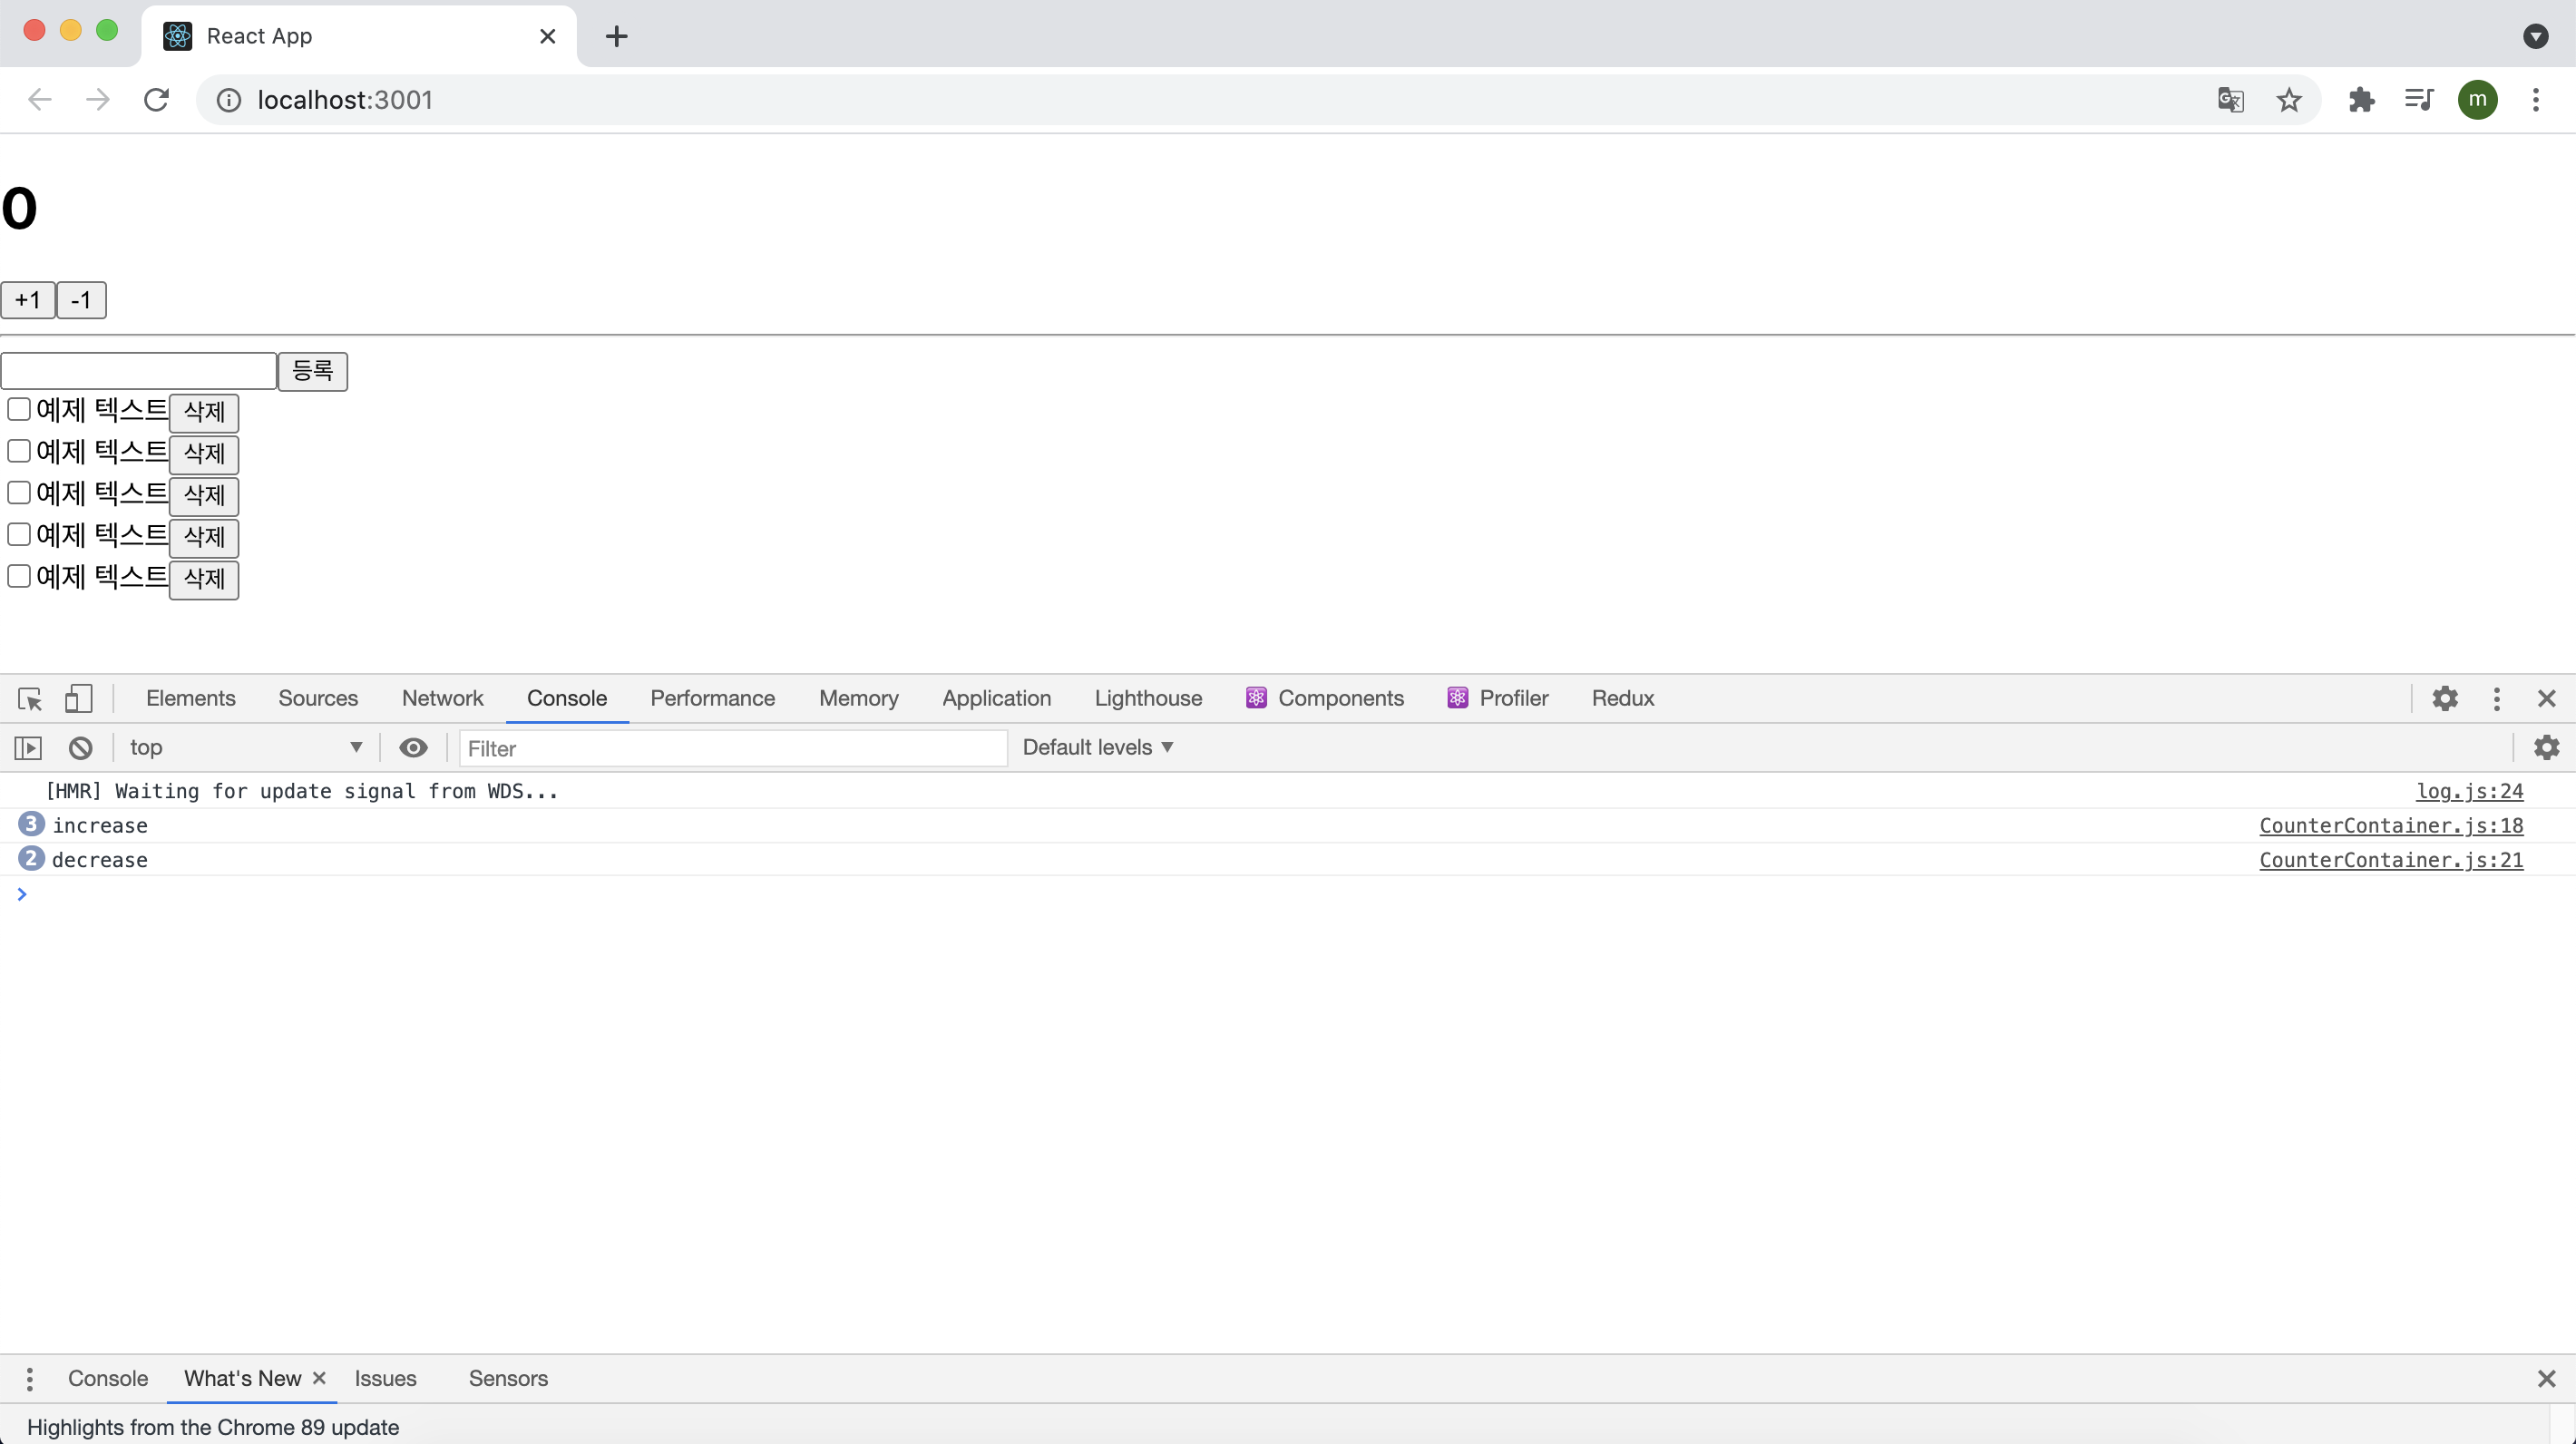 React App
localhost:3001
m
0
+1 -1
등록
예제 텍스트 삭제
예제 텍스트 삭제
예제 텍스트 삭제
예제 텍스트 삭제
예제 텍스트 삭제
Elements Sources Network Console Performance Memory Application Lighthouse Components Profiler Redux
top Filter Default levels
[HMR] Waiting for update signal from WDS... log.js:24
3 increase CounterContainer.js:18
2 decrease CounterContainer.js:21
Console What's New Issues Sensors
Highlights from the Chrome 89 update